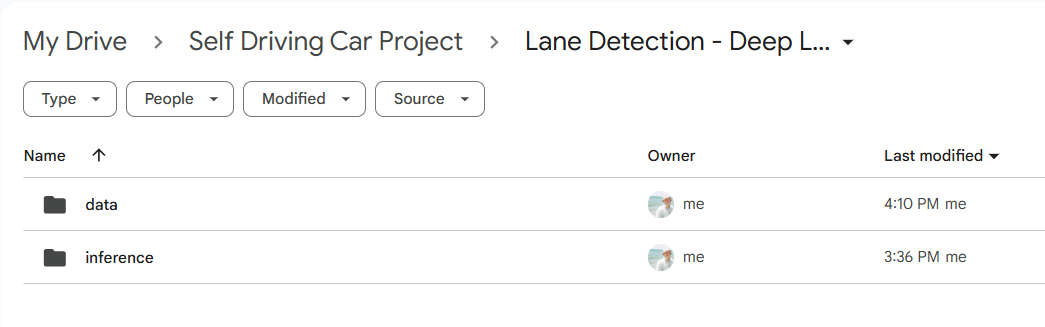 My Drive > Self Driving Car Project > Lane Detection - Deep L...
Type People Modified Source
Name Owner Last modified
data me 4:10 PM me
inference me 3:36 PM me